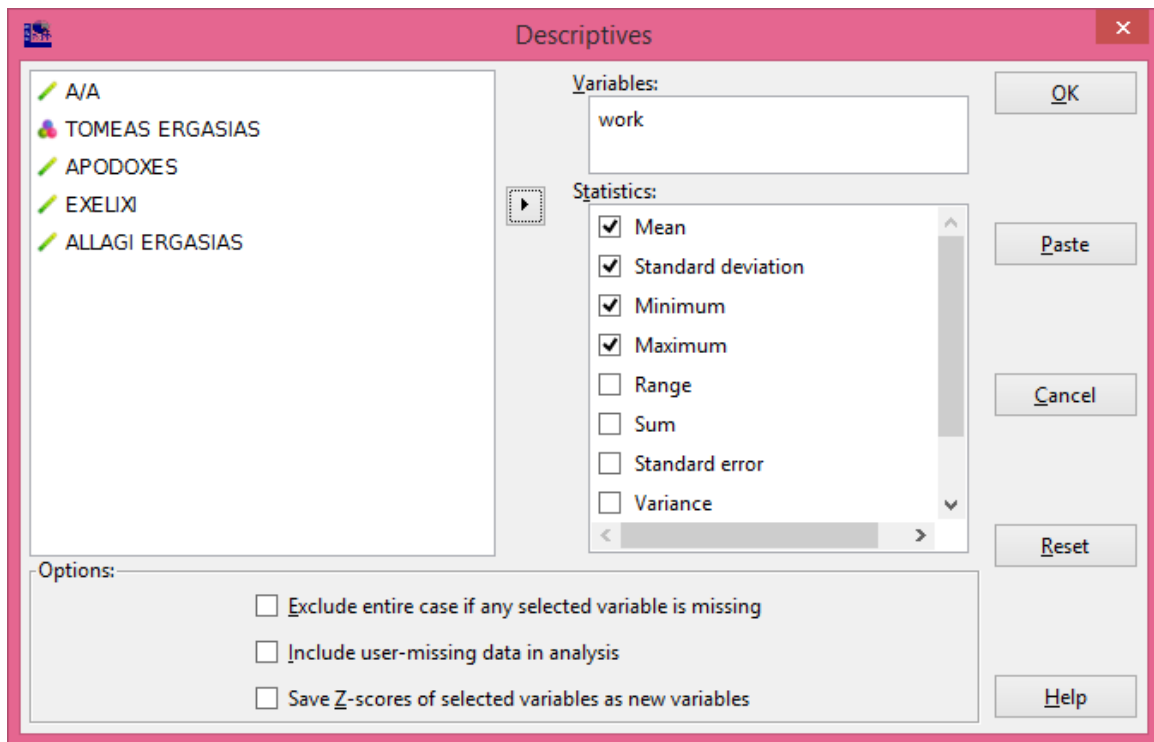 Descriptives
A/A
TOMEAS ERGASIAS
APODOXES
EXELIXI
ALLAGI ERGASIAS
Variables:
work
Statistics:
Mean
Standard deviation
Minimum
Maximum
Range
Sum
Standard error
Variance
OK
Paste
Cancel
Reset
Help
Options:
Exclude entire case if any selected variable is missing
Include user-missing data in analysis
Save Z-scores of selected variables as new variables